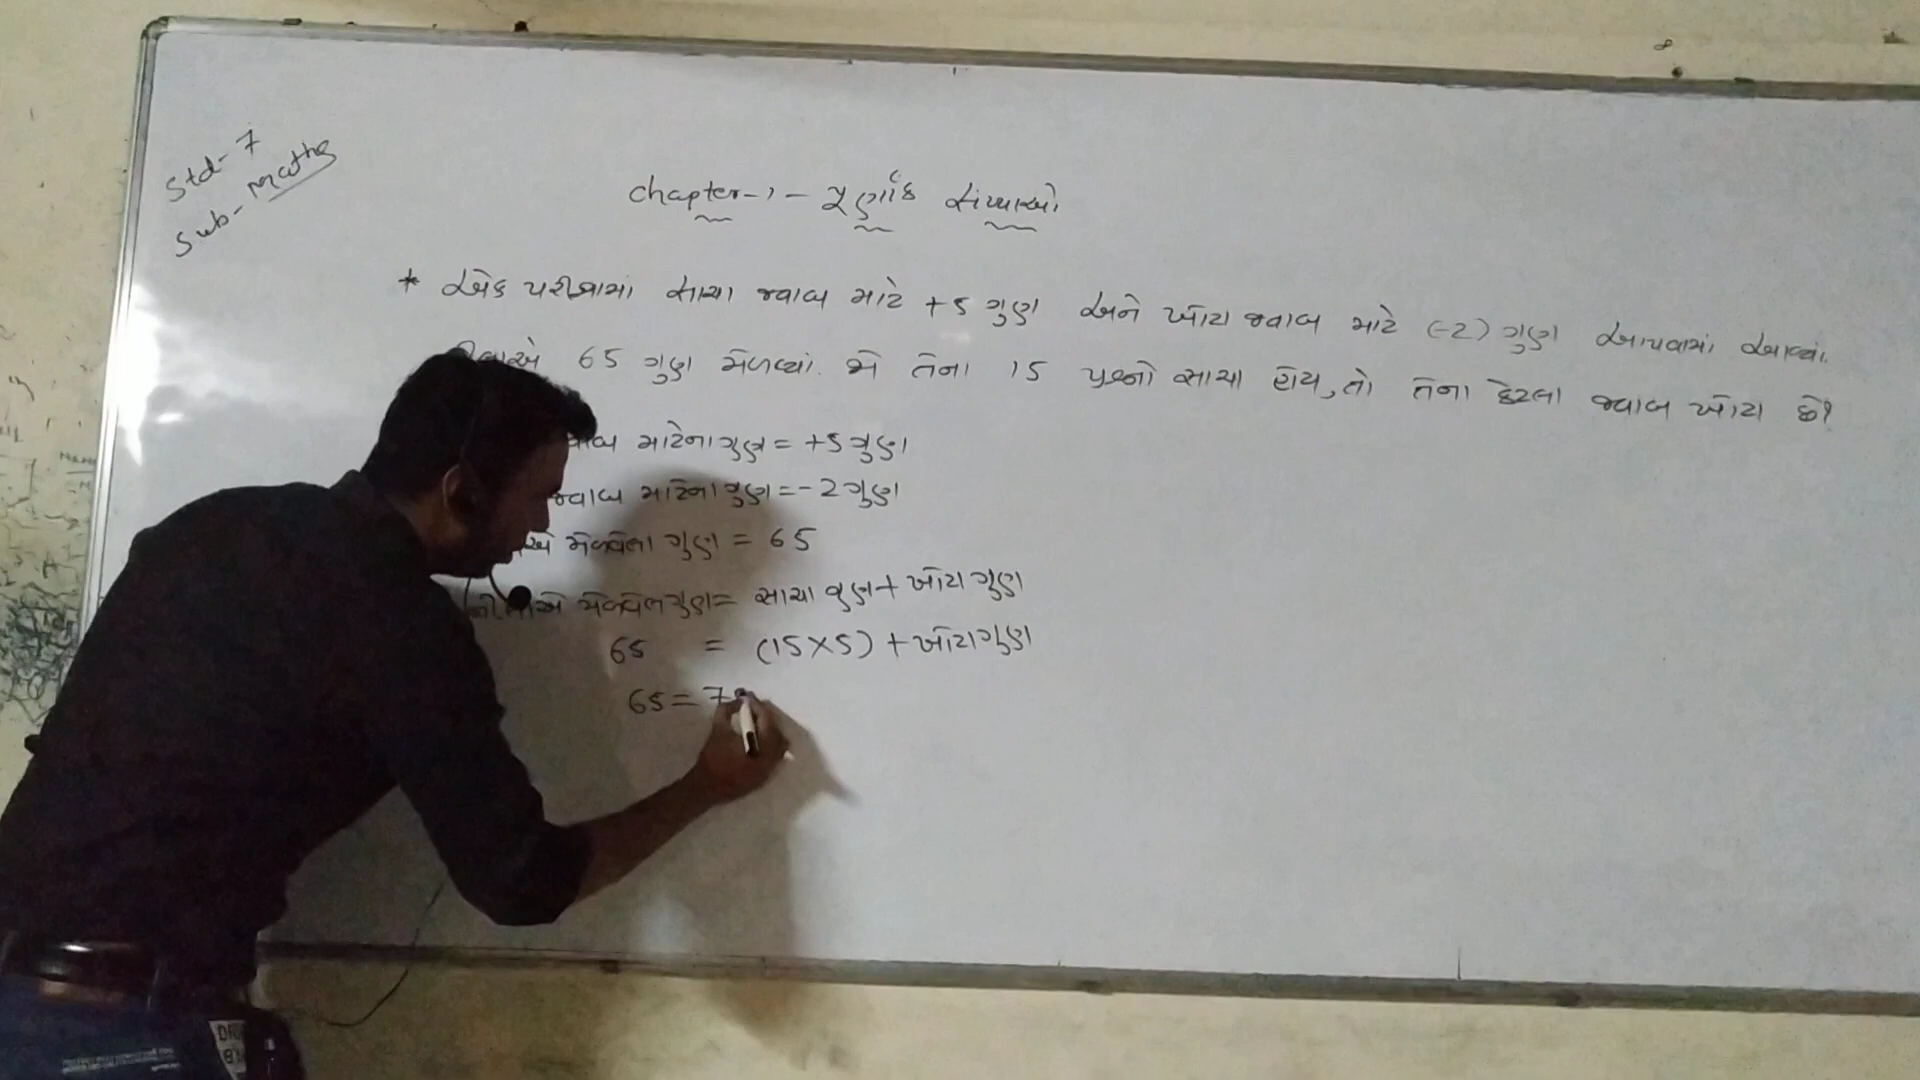 Std-7
Sub-Maths
chapter-1 - પૂર્ણાંક સંખ્યાઓ
* એક પરીક્ષામાં સાચા જવાબ માટે +5 ગુણ અને ખોટા જવાબ માટે (-2) ગુણ આપવામાં આવ્યા.
65 ગુણ મેળવ્યાં. જો તેના 15 પ્રશ્નો સાચા હોય, તો તેના કેટલા જવાબ ખોટા છે?
માટેના ગુણ = +5 ગુણ
જવાબ માટેના ગુણ = -2 ગુણ
મેળવેલા ગુણ = 65
મેળવેલ ગુણ = સાચા ગુણ + ખોટા ગુણ
65 = (15×5) + ખોટા ગુણ
65 = 7